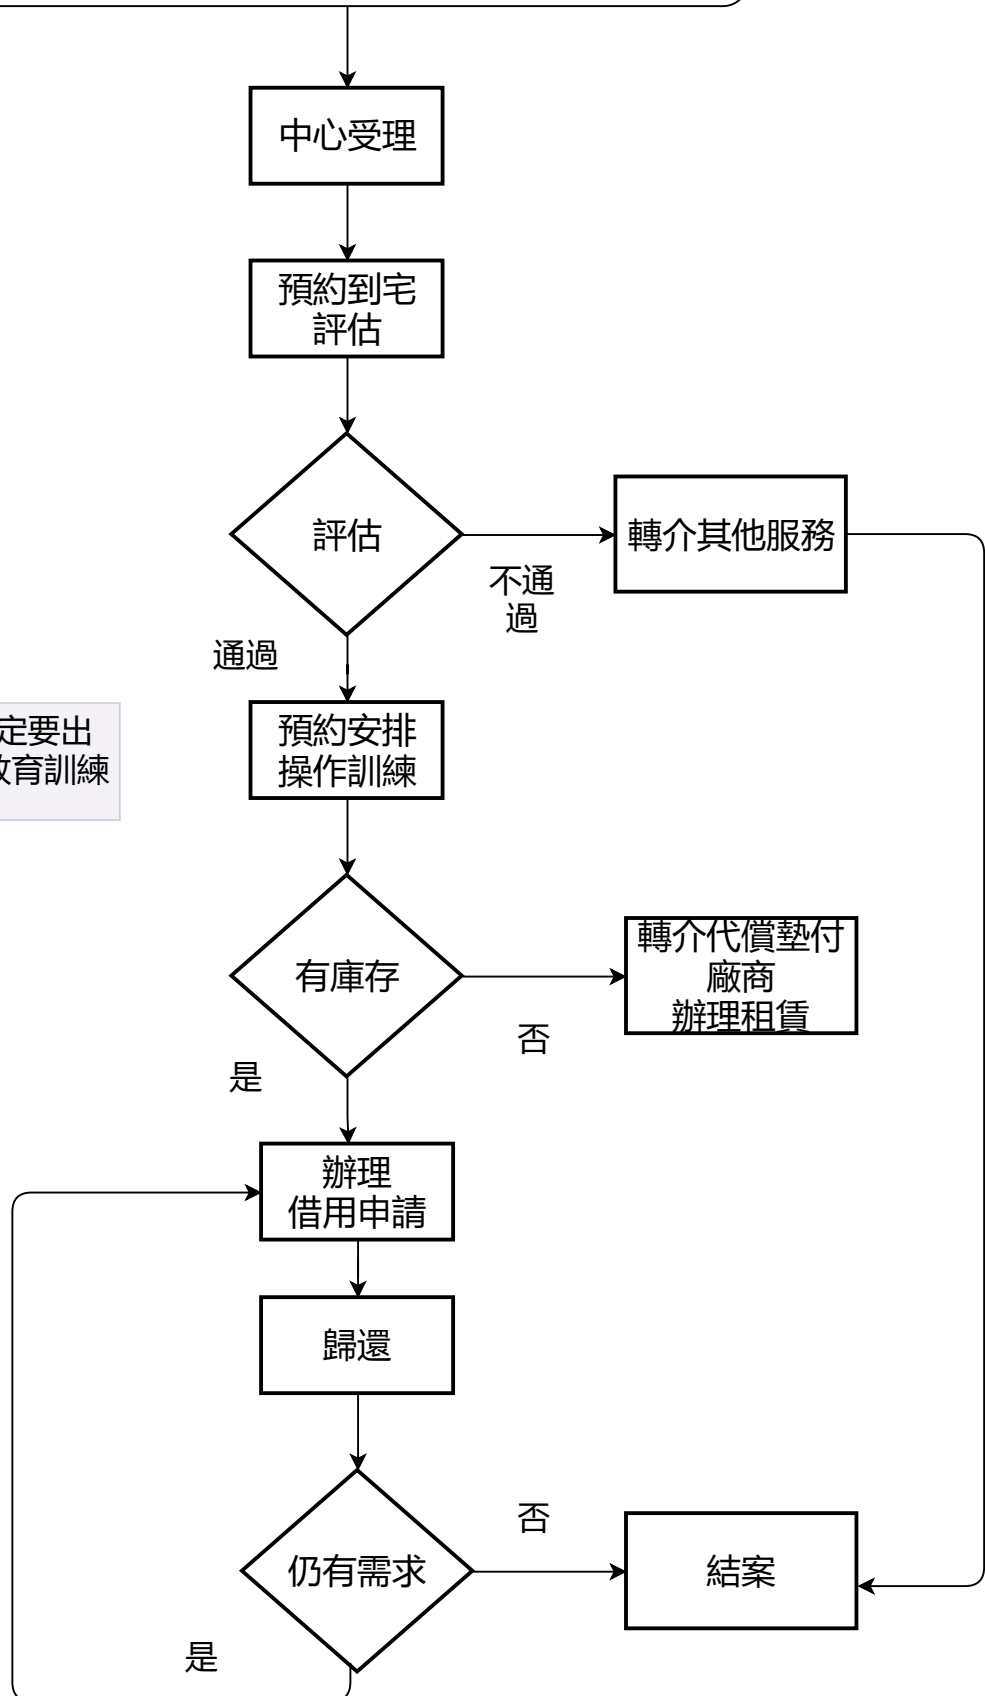 中心受理
預約到宅
評估
評估
轉介其他服務
不通
過
通過
定要出
育訓練
預約安排
操作訓練
有庫存
轉介代償墊付
廠商
辦理租賃
否
是
辦理
借用申請
歸還
仍有需求
否
結案
是